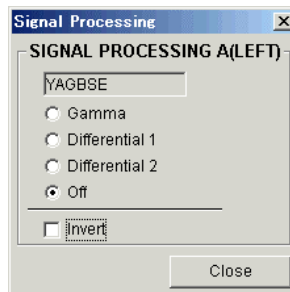 Signal Processing
SIGNAL PROCESSING A(LEFT)
YAGBSE
Gamma
Differential 1
Differential 2
Off
Invert
Close